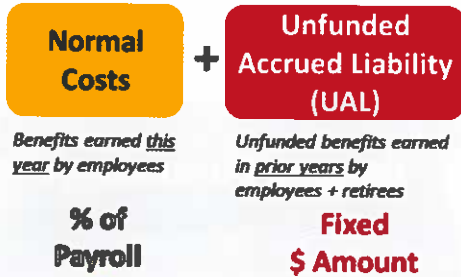 Normal
Costs
+
Unfunded
Accrued Liability
(UAL)
Benefits earned this
year by employees
Unfunded benefits earned
in prior years by
employees + retirees
% of
Payroll
Fixed
$ Amount